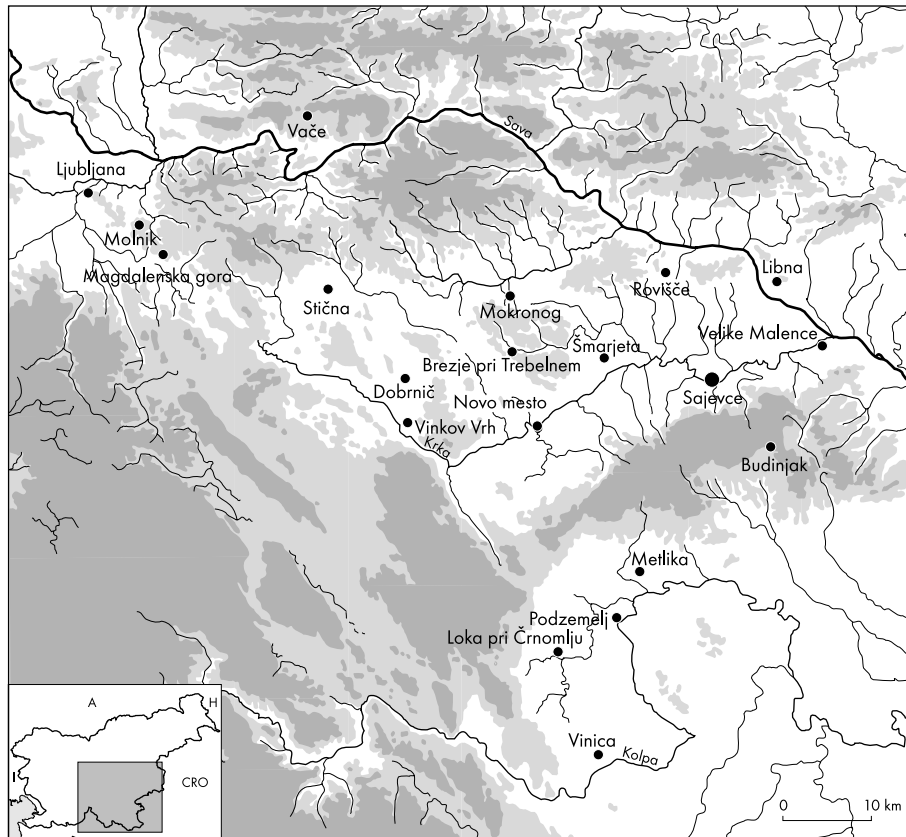 Vače
Sava
Ljubljana
Molnik
Magdalenska gora
Stična
Mokronog
Rovišče
Libna
Velike Malence
Šmarjeta
Brezje pri Trebelnem
Dobrnič
Sajevce
Novo mesto
Vinkov Vrh
Krka
Budinjak
Metlika
Podzemelj
Loka pri Črnomlju
Vinica
Kolpa
A
H
I
CRO
0 10 km